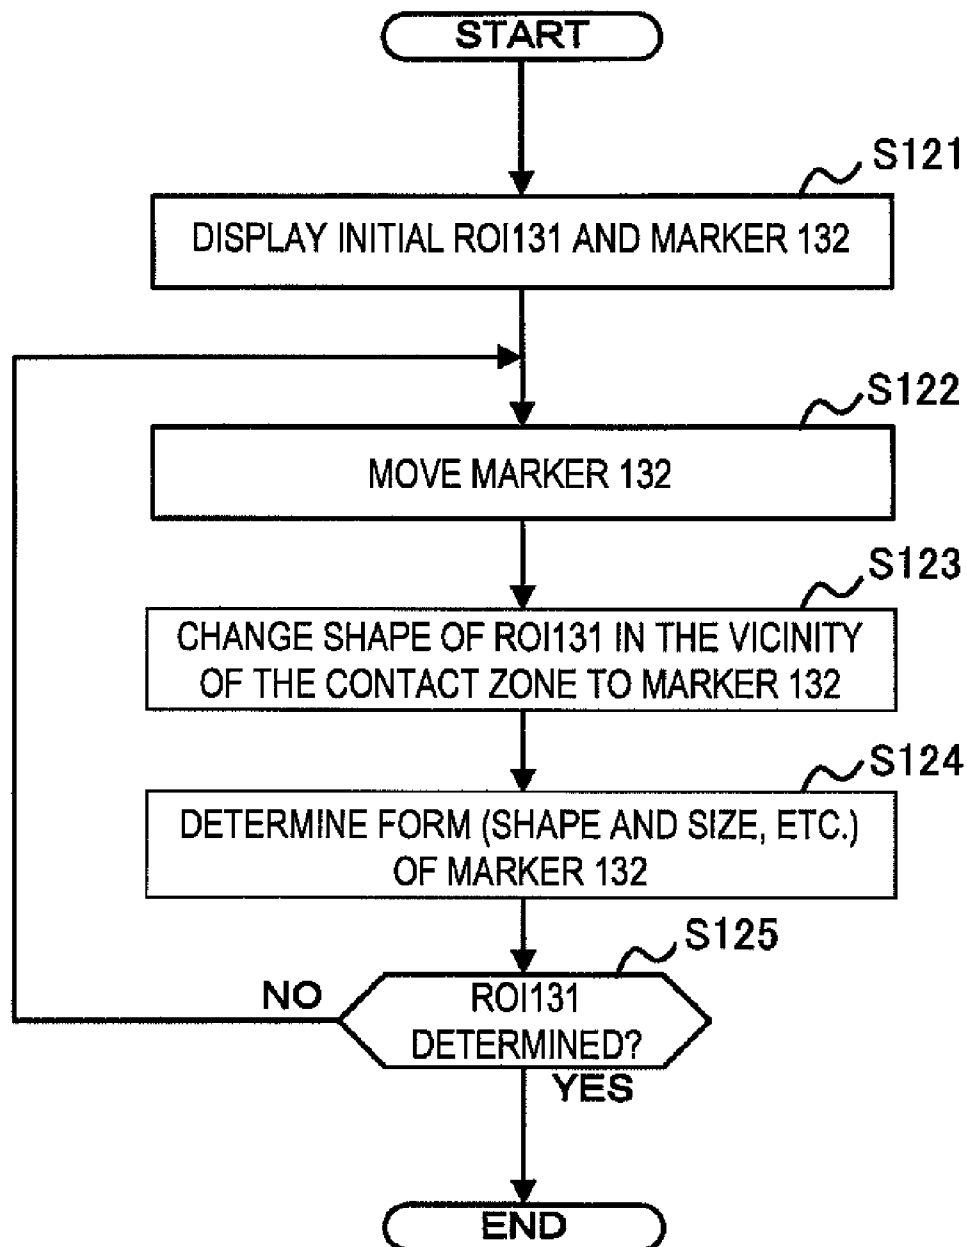 START
S121
DISPLAY INITIAL ROI131 AND MARKER 132
S122
MOVE MARKER 132
S123
CHANGE SHAPE OF ROI131 IN THE VICINITY
OF THE CONTACT ZONE TO MARKER 132
S124
DETERMINE FORM (SHAPE AND SIZE, ETC.)
OF MARKER 132
S125
NO
ROI131
DETERMINED?
YES
END